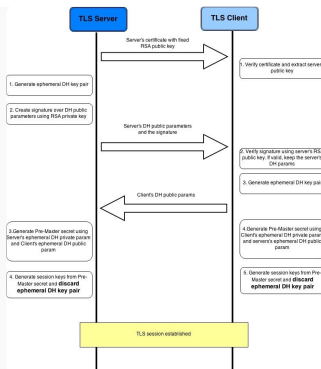 TLS Server
TLS Client
Server's certificate with fixed
RSA public key
1. Verify certificate and extract server
public key
1. Generate ephemeral DH key pair
2. Create signature over DH public
parameters using RSA private key
Server's DH public parameters
and the signature
2. Verify signature using server's RSA
public key. If valid, keep the server's
DH params
3. Generate ephemeral DH key pair
Client's DH public params
3.Generate Pre-Master secret using
Server's ephemeral DH private param
and Client's ephemeral DH public
param
4.Generate Pre-Master secret using
Client's ephemeral DH private param
and servera's ephemeral DH public
param
4. Generate session keys from Pre-
Master secret and discard
ephemeral DH key pair
5. Generate session keys from Pre-
Master secret and discard
ephemeral DH key pair
TLS session established